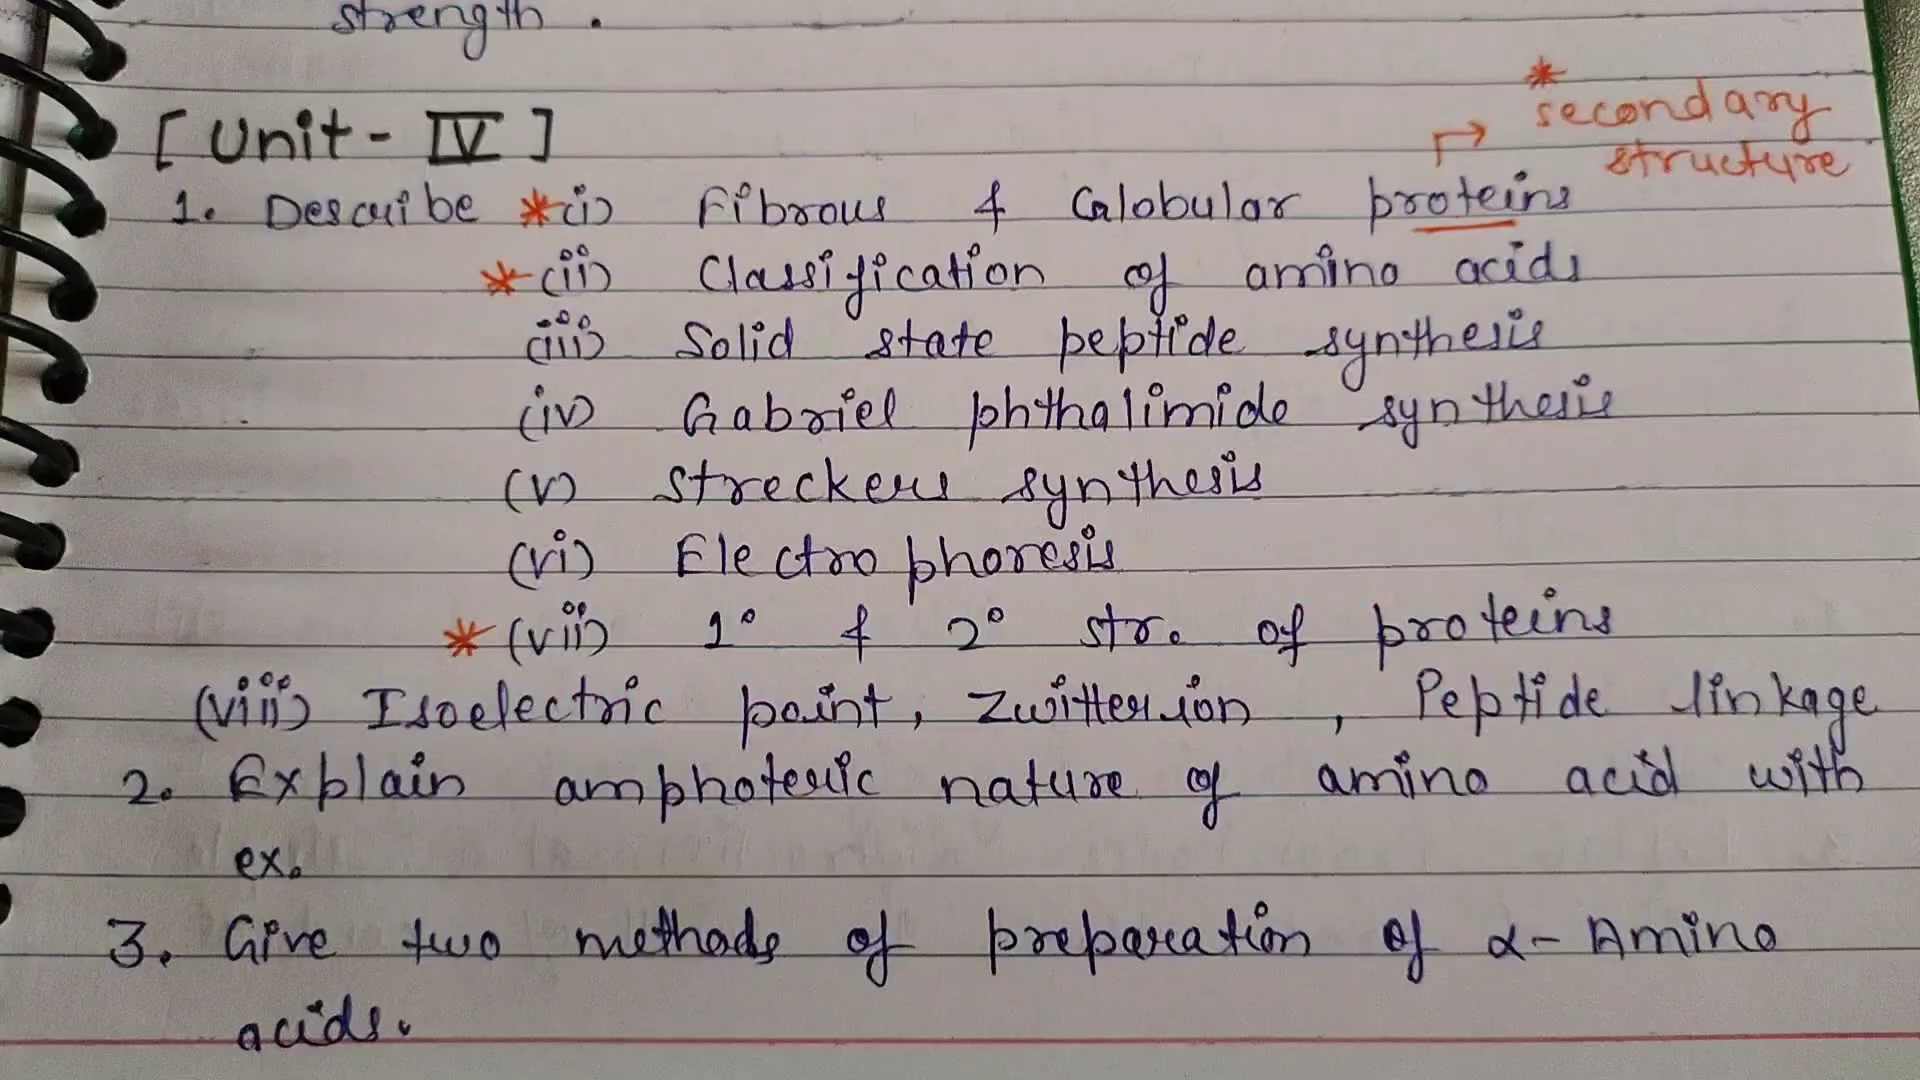 strength.
* secondary
structure
[Unit - IV]
1. Describe *(i) Fibrous & Globular proteins
*(ii) Classification of amino acids
(iii) Solid state peptide synthesis
(iv) Gabriel phthalimide synthesis
(v) Streckers synthesis
(vi) Electrophoresis
*(vii) 1° & 2° str. of proteins
(viii) Isoelectric point, Zwitter ion, Peptide linkage
2. Explain amphoteric nature of amino acid with
ex.
3. Give two methods of preparation of α- Amino
acids.